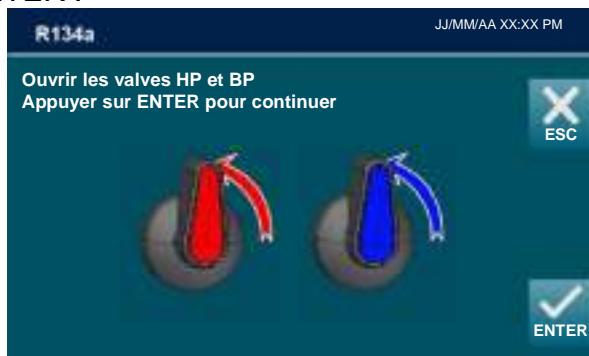 R134a
JJ/MM/AA XX:XX PM
Ouvrir les valves HP et BP
Appuyer sur ENTER pour continuer
ESC
ENTER